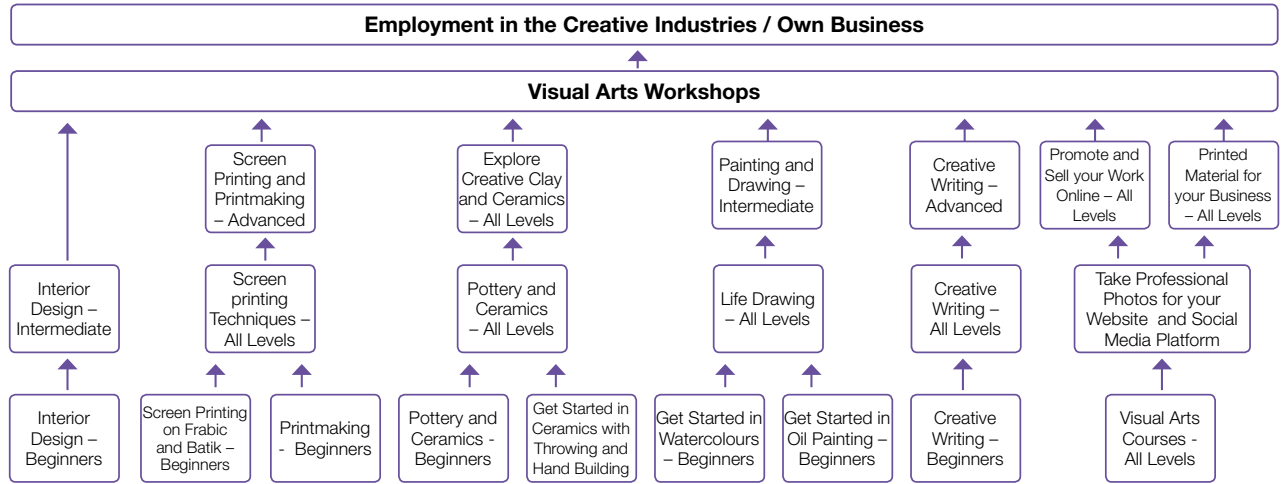 Employment in the Creative Industries / Own Business
Visual Arts Workshops
Screen
Printing and
Printmaking
– Advanced
Explore
Creative Clay
and Ceramics
– All Levels
Painting and
Drawing –
Intermediate
Creative
Writing –
Advanced
Promote and
Sell your Work
Online – All
Levels
Printed
Material for
your Business
– All Levels
Interior
Design –
Intermediate
Screen
printing
Techniques –
All Levels
Pottery and
Ceramics
– All Levels
Life Drawing
– All Levels
Creative
Writing –
All Levels
Take Professional
Photos for your
Website and Social
Media Platform
Interior
Design –
Beginners
Screen Printing
on Frabic
and Batik –
Beginners
Printmaking
- Beginners
Pottery and
Ceramics -
Beginners
Get Started in
Ceramics with
Throwing and
Hand Building
Get Started in
Watercolours
– Beginners
Get Started in
Oil Painting –
Beginners
Creative
Writing –
Beginners
Visual Arts
Courses -
All Levels